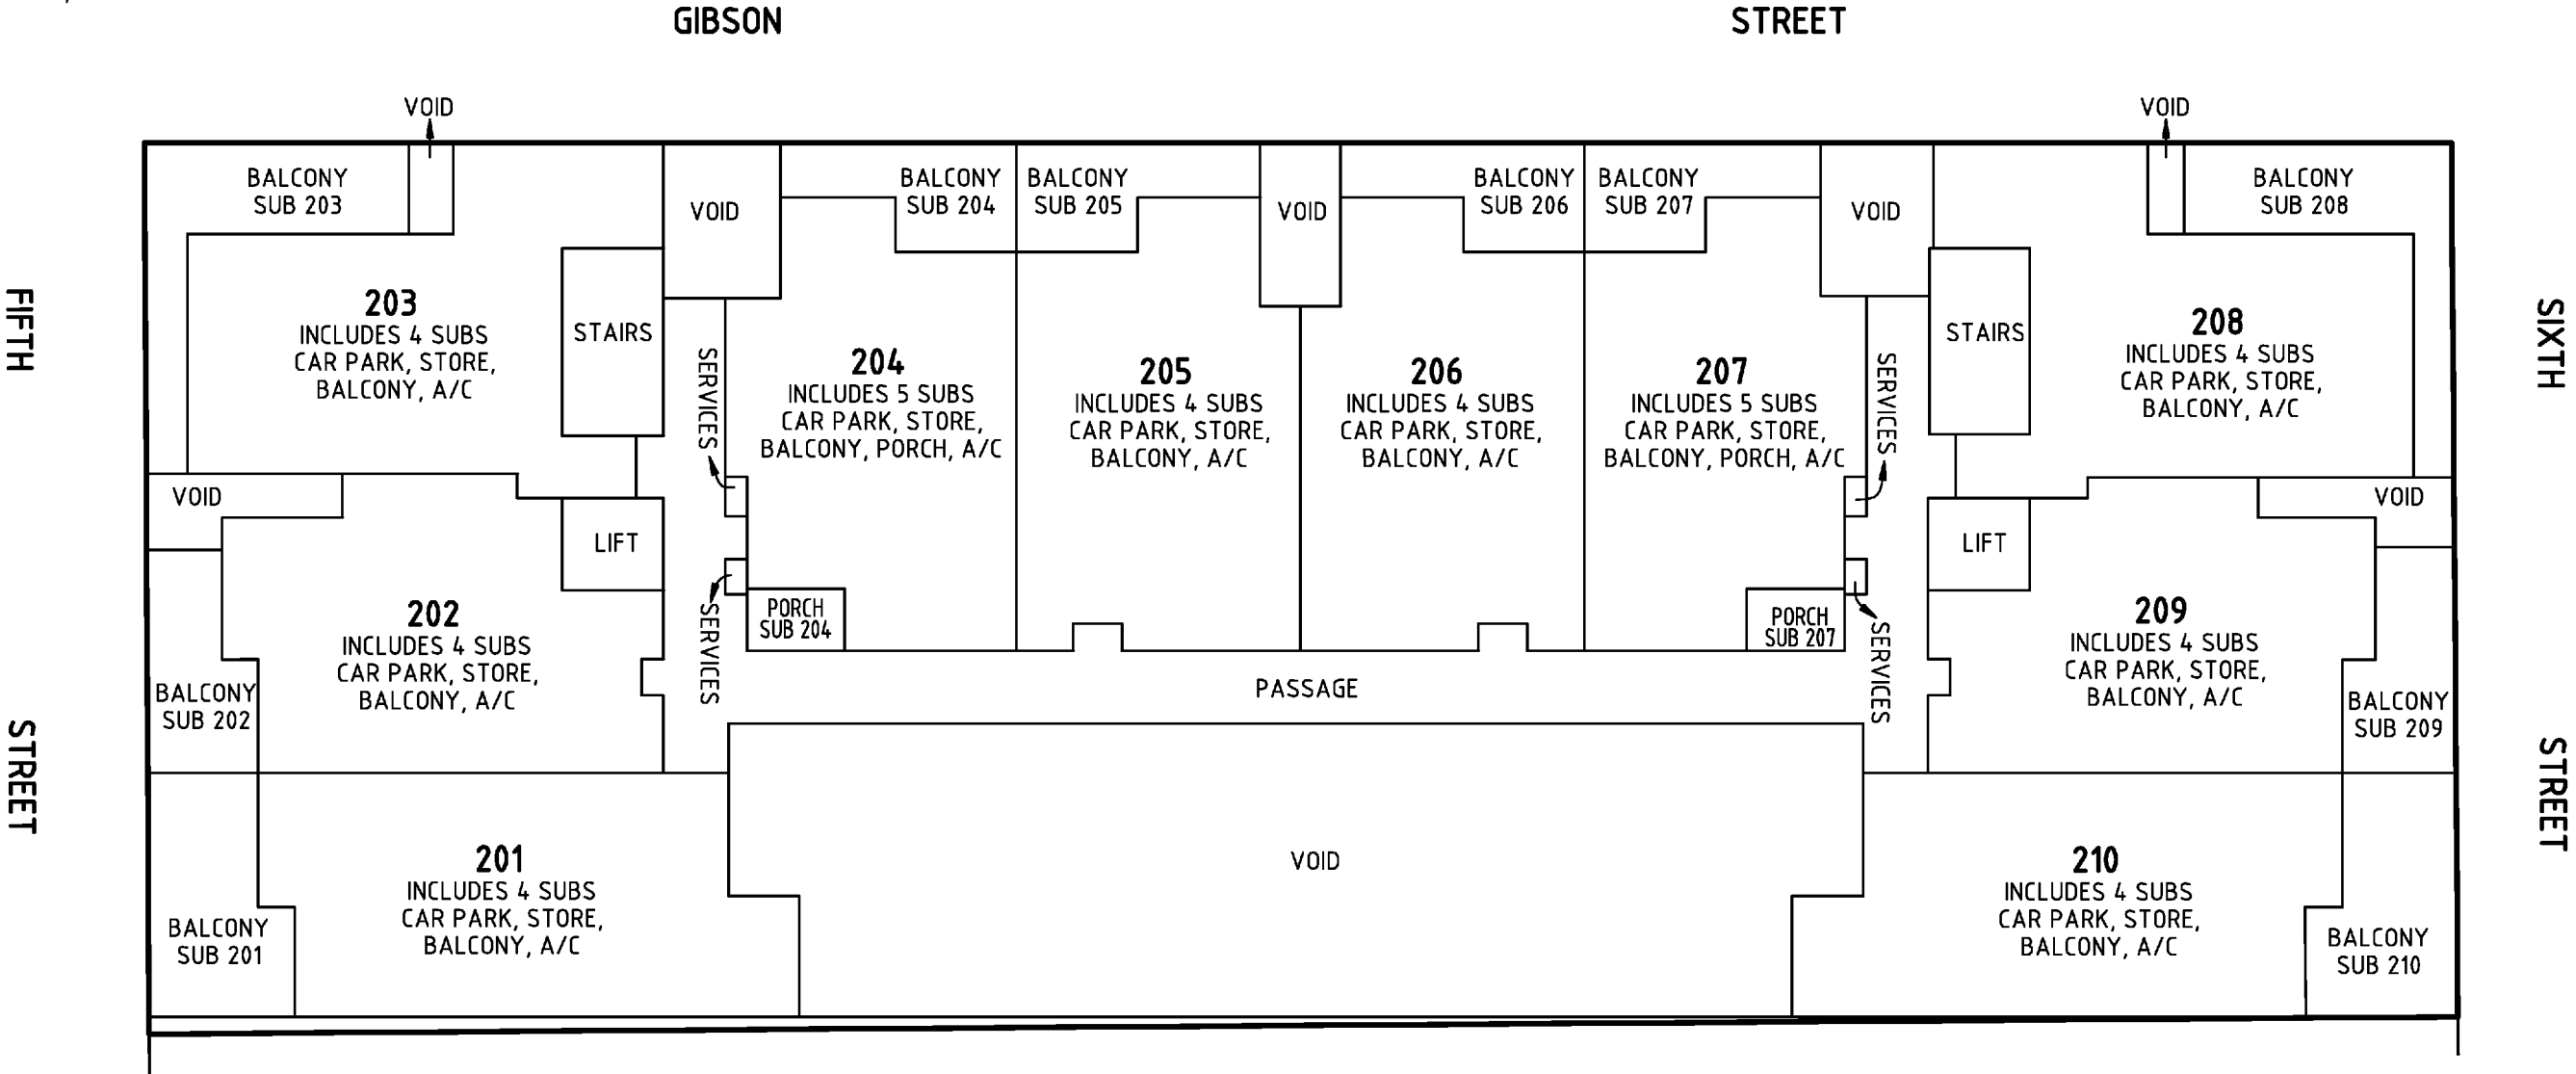 GIBSON STREET
VOID
VOID
BALCONY
SUB 203
BALCONY
SUB 204
BALCONY
SUB 205
BALCONY
SUB 206
BALCONY
SUB 207
BALCONY
SUB 208
VOID
VOID
VOID
FIFTH
STREET
SIXTH
STREET
203
INCLUDES 4 SUBS
CAR PARK, STORE,
BALCONY, A/C
STAIRS
SERVICES
204
INCLUDES 5 SUBS
CAR PARK, STORE,
BALCONY, PORCH, A/C
205
INCLUDES 4 SUBS
CAR PARK, STORE,
BALCONY, A/C
206
INCLUDES 4 SUBS
CAR PARK, STORE,
BALCONY, A/C
207
INCLUDES 5 SUBS
CAR PARK, STORE,
BALCONY, PORCH, A/C
SERVICES
STAIRS
208
INCLUDES 4 SUBS
CAR PARK, STORE,
BALCONY, A/C
VOID
VOID
LIFT
LIFT
202
INCLUDES 4 SUBS
CAR PARK, STORE,
BALCONY, A/C
SERVICES
PORCH
SUB 204
PORCH
SUB 207
SERVICES
209
INCLUDES 4 SUBS
CAR PARK, STORE,
BALCONY, A/C
BALCONY
SUB 202
PASSAGE
BALCONY
SUB 209
201
INCLUDES 4 SUBS
CAR PARK, STORE,
BALCONY, A/C
VOID
210
INCLUDES 4 SUBS
CAR PARK, STORE,
BALCONY, A/C
BALCONY
SUB 201
BALCONY
SUB 210